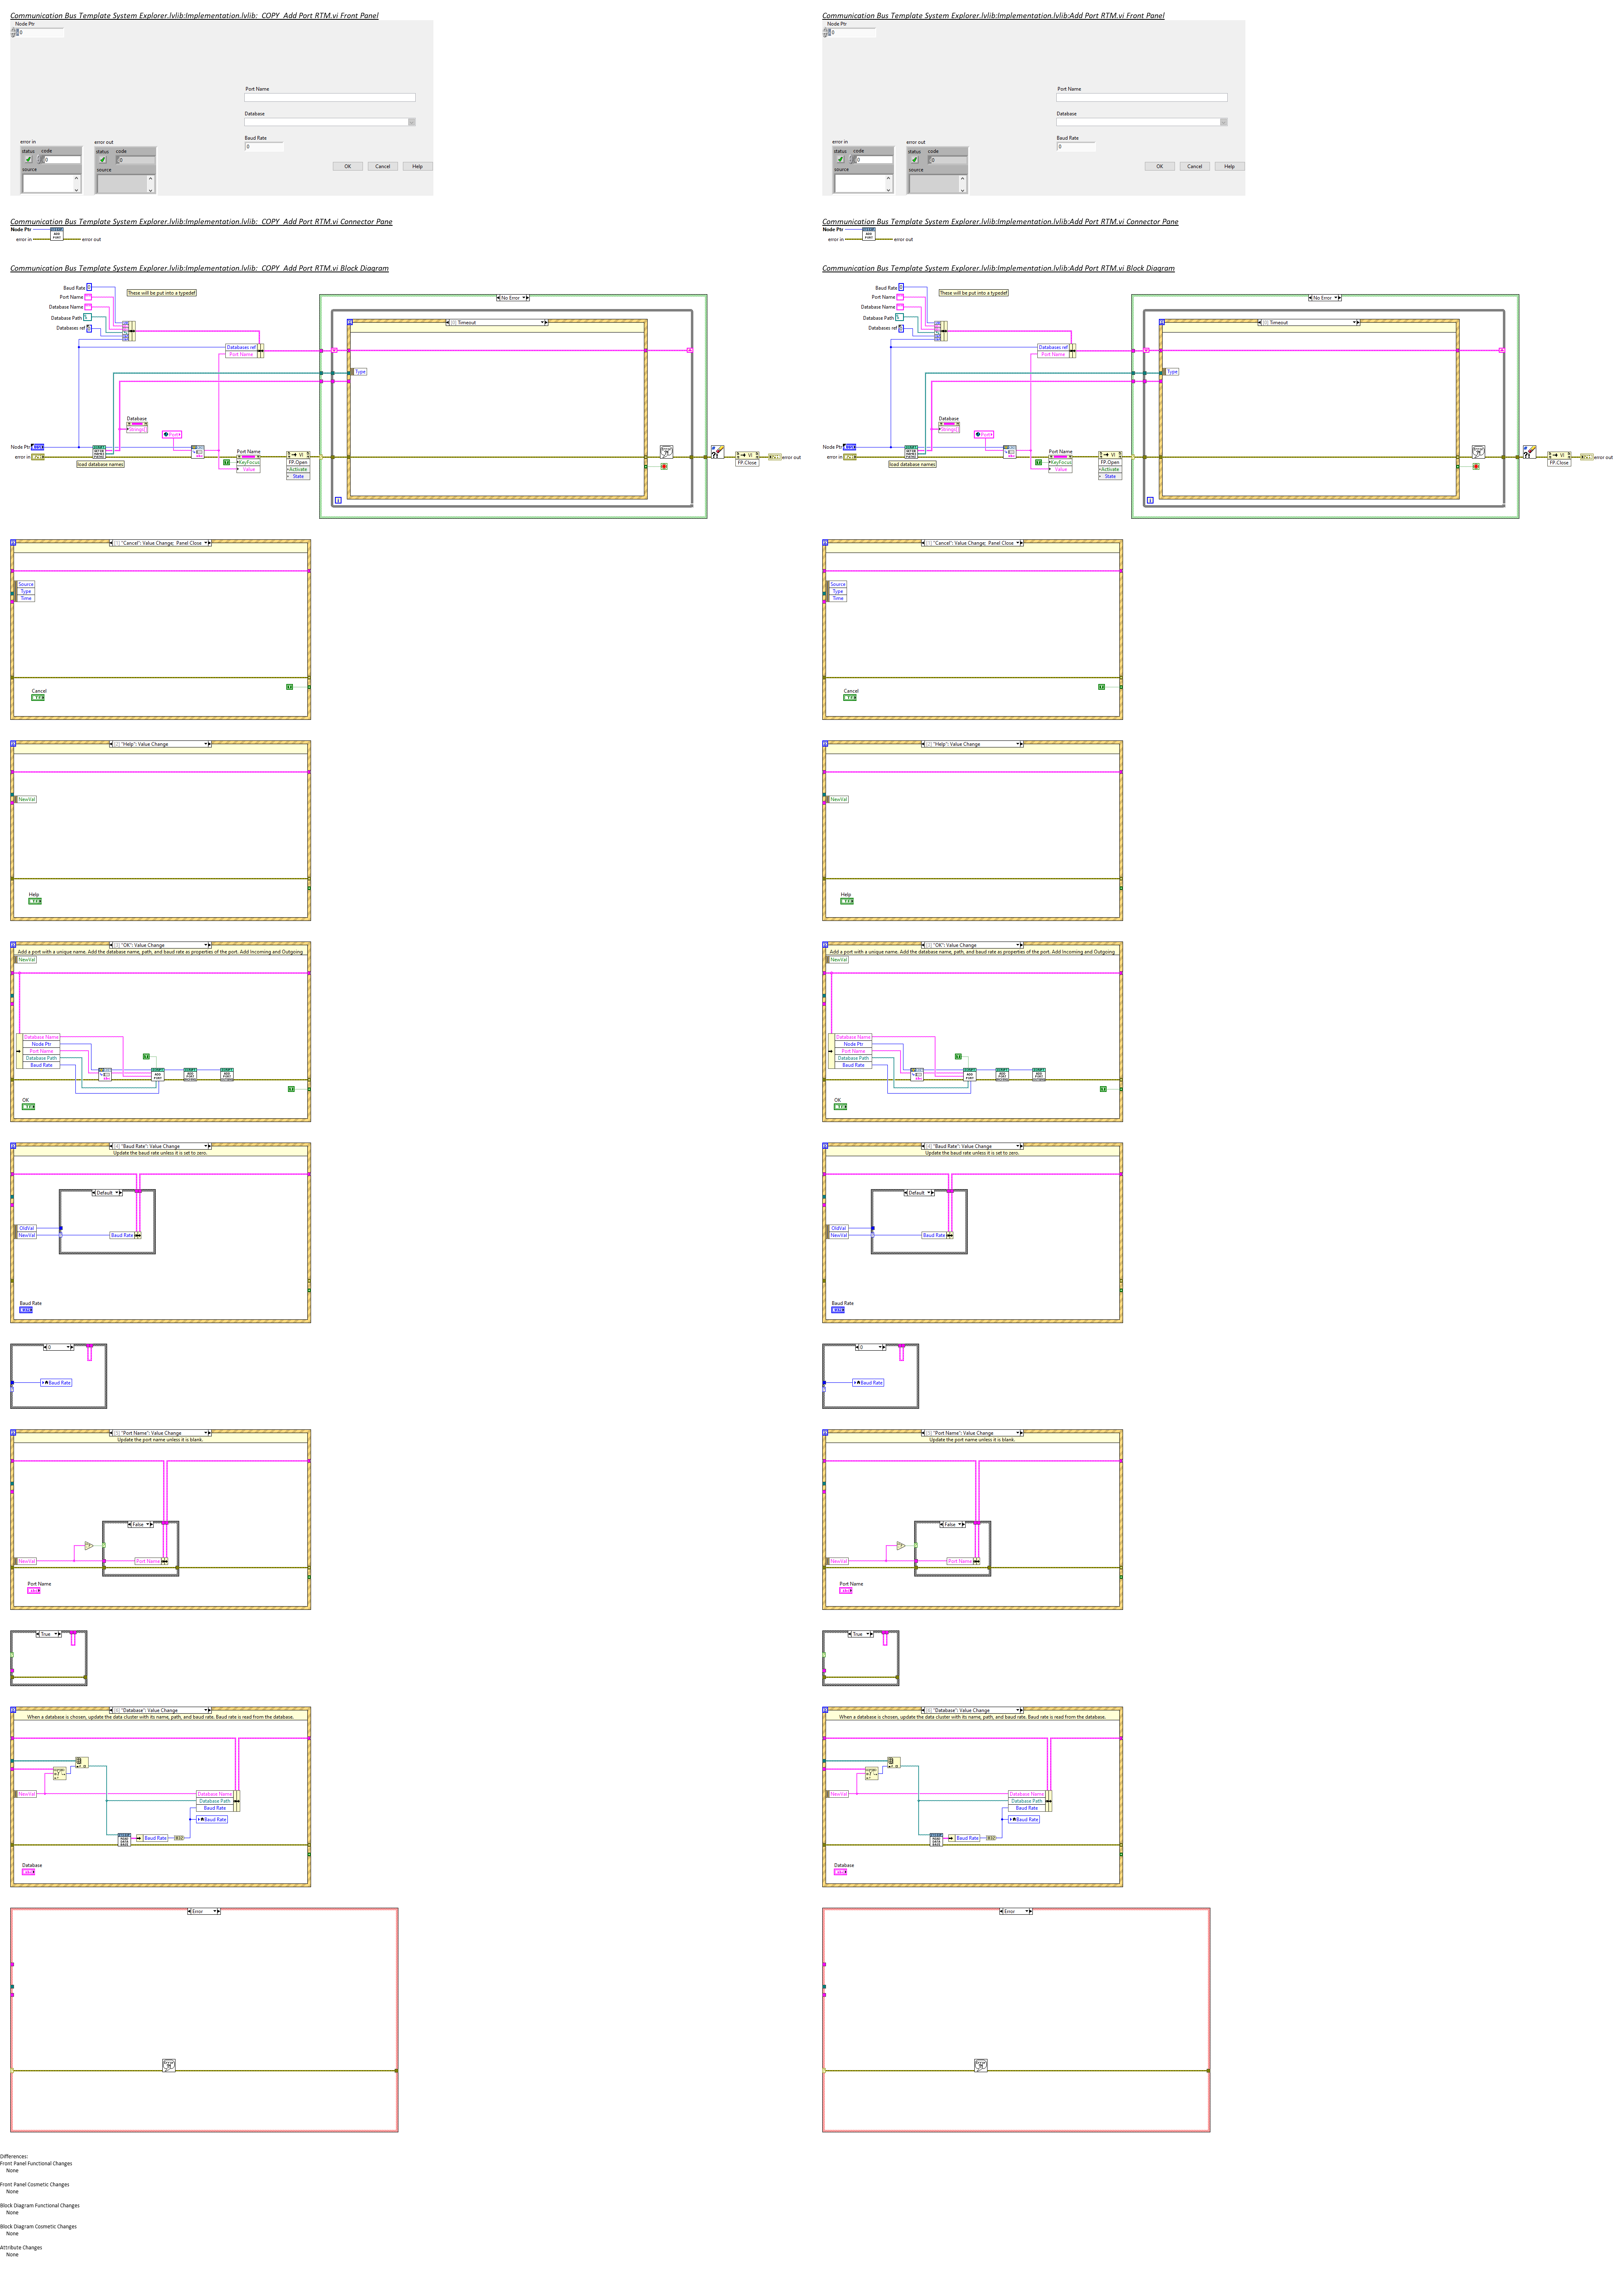 Communication Bus Template System Explorer.lvlib:Implementation.lvlib:_COPY_Add Port RTM.vi Front Panel
Node Ptr
0
Port Name
Database
Baud Rate
0
error in
status code
0
source
error out
status code
0
source
OK
Cancel
Help
Communication Bus Template System Explorer.lvlib:Implementation.lvlib:_COPY_Add Port RTM.vi Connector Pane
Node Ptr
error in
error out
Communication Bus Template System Explorer.lvlib:Implementation.lvlib:_COPY_Add Port RTM.vi Block Diagram
Baud Rate
Port Name
Database Name
Database Path
Databases ref
These will be put into a typedef
Databases ref
Port Name
No Error
[0] Timeout
Type
Database
Strings[]
Port
Node Ptr
error in
load database names
Port Name
KeyFocus
Value
VI
FP.Open
Activate
State
VI
FP.Close
error out
[1] "Cancel": Value Change; Panel Close
Source
Type
Time
Cancel
[2] "Help": Value Change
NewVal
Help
[3] "OK": Value Change
Add a port with a unique name. Add the database name, path, and baud rate as properties of the port. Add Incoming and Outgoing
NewVal
Database Name
Node Ptr
Port Name
Database Path
Baud Rate
OK
[4] "Baud Rate": Value Change
Update the baud rate unless it is set to zero.
Default
OldVal
NewVal
Baud Rate
Baud Rate
0
Baud Rate
[5] "Port Name": Value Change
Update the port name unless it is blank.
False
NewVal
Port Name
Port Name
True
[6] "Database": Value Change
When a database is chosen, update the data cluster with its name, path, and baud rate. Baud rate is read from the database.
NewVal
Database Name
Database Path
Baud Rate
Baud Rate
Baud Rate
Database
Error
Communication Bus Template System Explorer.lvlib:Implementation.lvlib:Add Port RTM.vi Front Panel
Node Ptr
0
Port Name
Database
Baud Rate
0
error in
status code
0
source
error out
status code
0
source
OK
Cancel
Help
Communication Bus Template System Explorer.lvlib:Implementation.lvlib:Add Port RTM.vi Connector Pane
Node Ptr
error in
error out
Communication Bus Template System Explorer.lvlib:Implementation.lvlib:Add Port RTM.vi Block Diagram
Baud Rate
Port Name
Database Name
Database Path
Databases ref
These will be put into a typedef
Databases ref
Port Name
No Error
[0] Timeout
Type
Database
Strings[]
Port
Node Ptr
error in
load database names
Port Name
KeyFocus
Value
VI
FP.Open
Activate
State
VI
FP.Close
error out
[1] "Cancel": Value Change; Panel Close
Source
Type
Time
Cancel
[2] "Help": Value Change
NewVal
Help
[3] "OK": Value Change
Add a port with a unique name. Add the database name, path, and baud rate as properties of the port. Add Incoming and Outgoing
NewVal
Database Name
Node Ptr
Port Name
Database Path
Baud Rate
OK
[4] "Baud Rate": Value Change
Update the baud rate unless it is set to zero.
Default
OldVal
NewVal
Baud Rate
Baud Rate
0
Baud Rate
[5] "Port Name": Value Change
Update the port name unless it is blank.
False
NewVal
Port Name
Port Name
True
[6] "Database": Value Change
When a database is chosen, update the data cluster with its name, path, and baud rate. Baud rate is read from the database.
NewVal
Database Name
Database Path
Baud Rate
Baud Rate
Baud Rate
Database
Error
Differences:
Front Panel Functional Changes
None
Front Panel Cosmetic Changes
None
Block Diagram Functional Changes
None
Block Diagram Cosmetic Changes
None
Attribute Changes
None